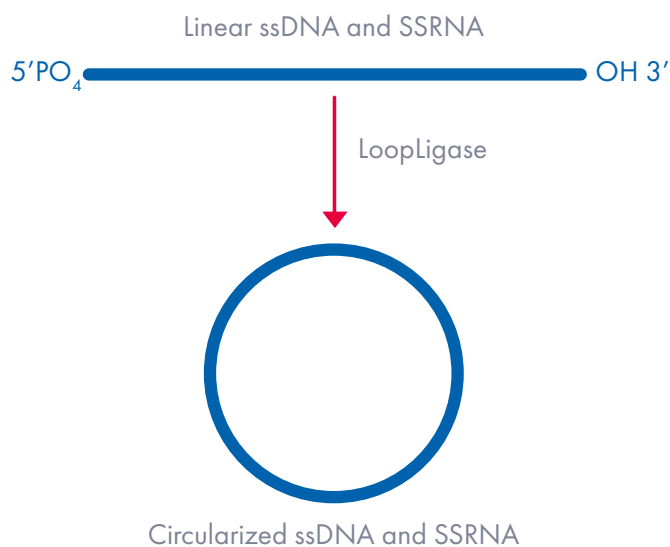 Linear ssDNA and SSRNA
5’PO4 OH 3’
LoopLigase
Circularized ssDNA and SSRNA